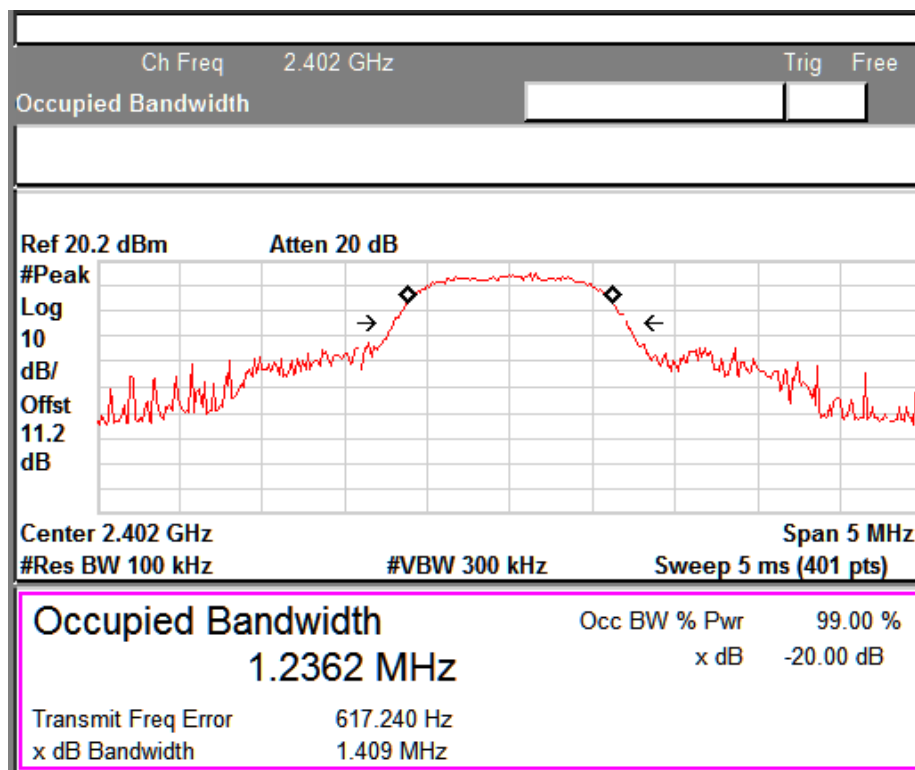 Ch Freq 2.402 GHz Trig Free
Occupied Bandwidth
Ref 20.2 dBm Atten 20 dB
#Peak
Log
10
dB/
Offst
11.2
dB
Center 2.402 GHz Span 5 MHz
#Res BW 100 kHz #VBW 300 kHz Sweep 5 ms (401 pts)
Occupied Bandwidth Occ BW % Pwr 99.00 %
1.2362 MHz x dB -20.00 dB
Transmit Freq Error 617.240 Hz
x dB Bandwidth 1.409 MHz